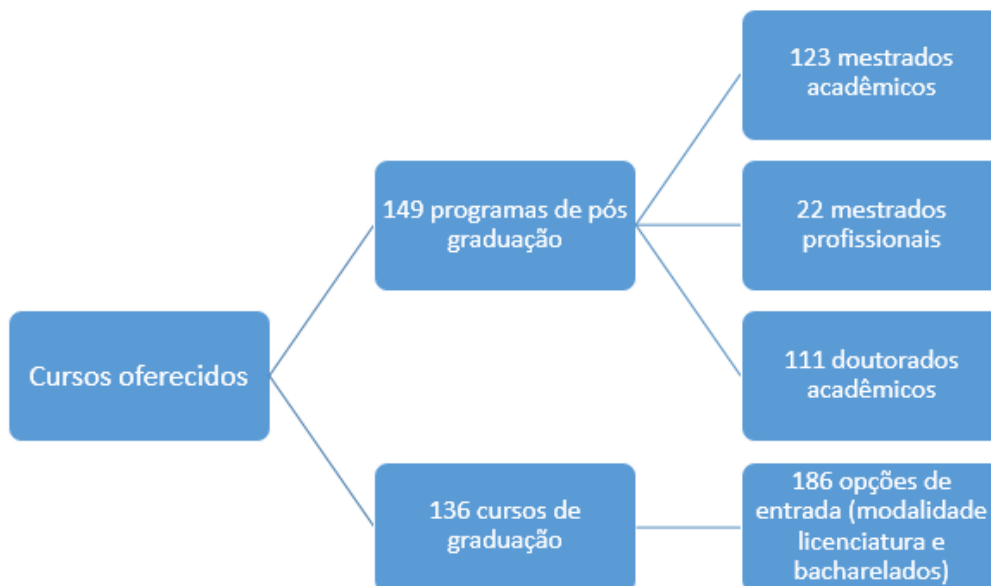 Cursos oferecidos
149 programas de pós
graduação
123 mestrados
acadêmicos
22 mestrados
profissionais
111 doutorados
acadêmicos
136 cursos de
graduação
186 opções de
entrada (modalidade
licenciatura e
bacharelados)